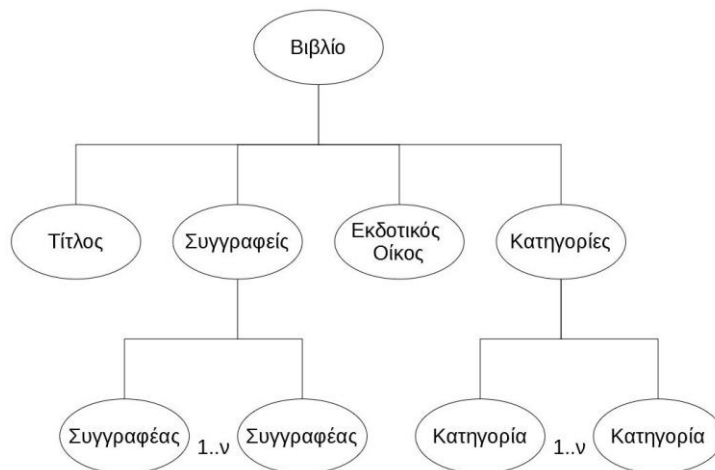 Βιβλίο
Τίτλος
Συγγραφείς
Εκδοτικός
Οίκος
Κατηγορίες
Συγγραφέας
1..ν
Συγγραφέας
Κατηγορία
1..ν
Κατηγορία